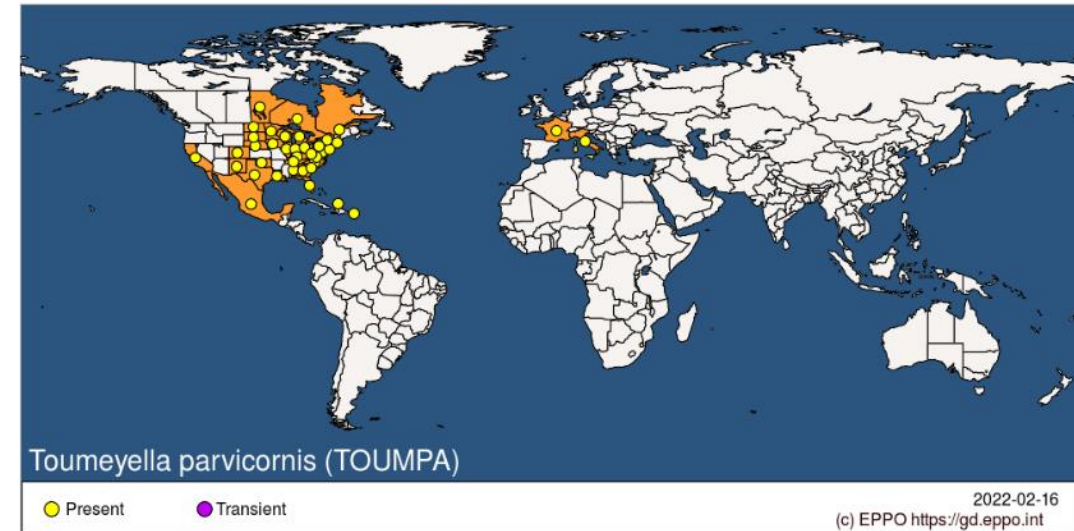 Toumeyella parvicornis (TOUMPA)
Present
Transient
2022-02-16
(c) EPPO https://gd.eppo.int